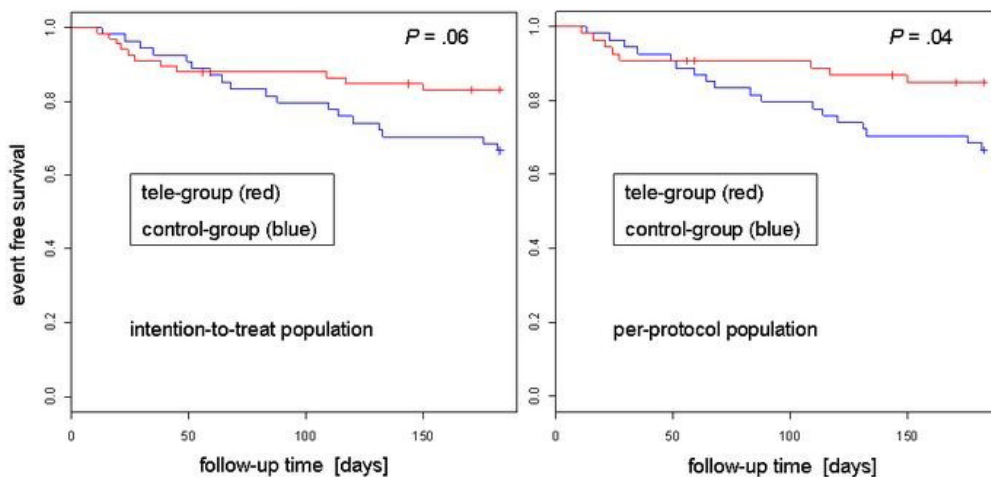 P = .06
tele-group (red)
control-group (blue)
intention-to-treat population
event free survival
1.0
0.8
0.6
0.4
0.2
0.0
0
50
100
150
follow-up time [days]
P = .04
tele-group (red)
control-group (blue)
per-protocol population
1.0
0.8
0.6
0.4
0.2
0.0
0
50
100
150
follow-up time [days]